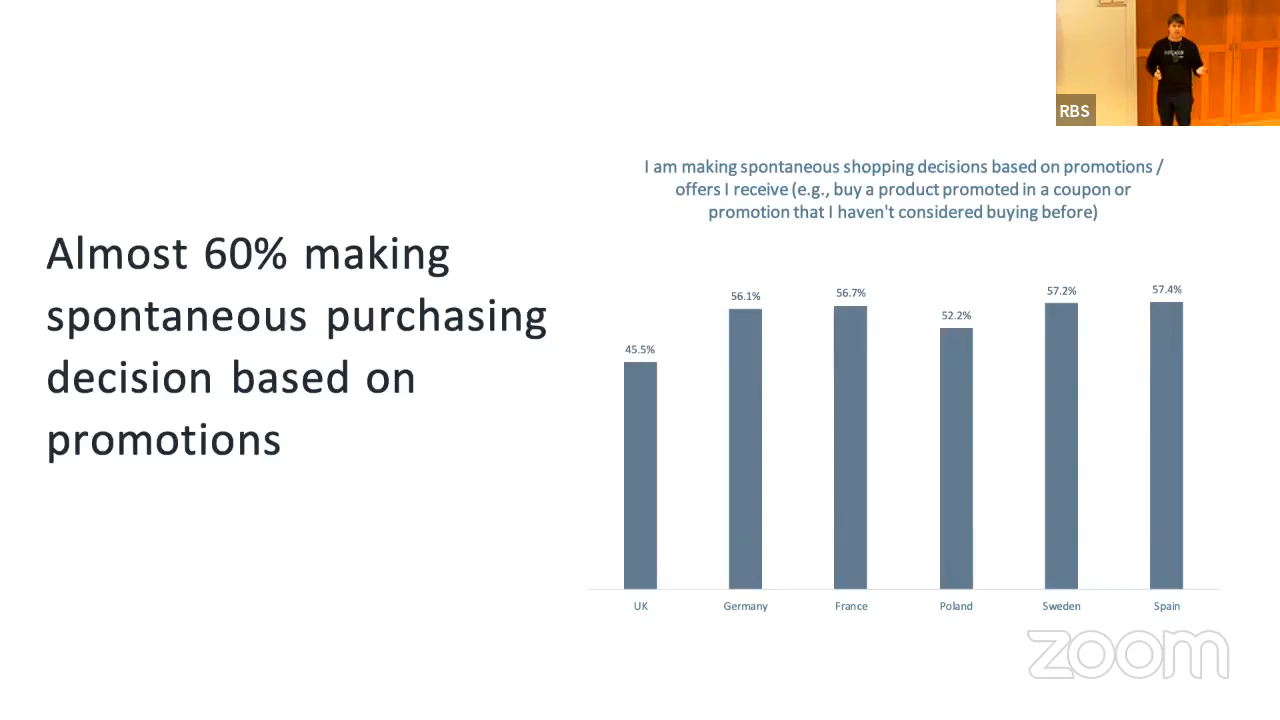 RBS
I am making spontaneous shopping decisions based on promotions /
offers I receive (e.g., buy a product promoted in a coupon or
promotion that I haven't considered buying before)
Almost 60% making
spontaneous purchasing
decision based on
promotions
45.5%
56.1%
56.7%
52.2%
57.2%
57.4%
UK
Germany
France
Poland
Sweden
Spain
zoom